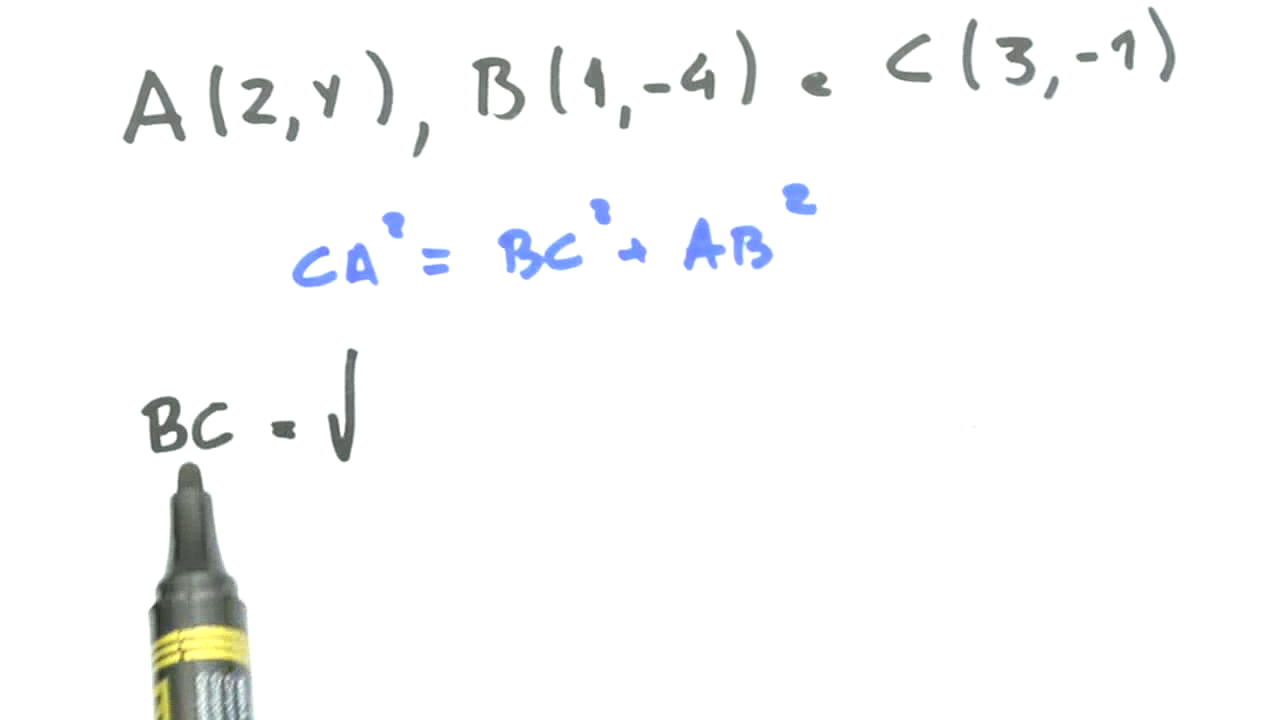 A(2,y), B(1,-4) e C(3,-1)
CA² = BC² + AB²
BC = √